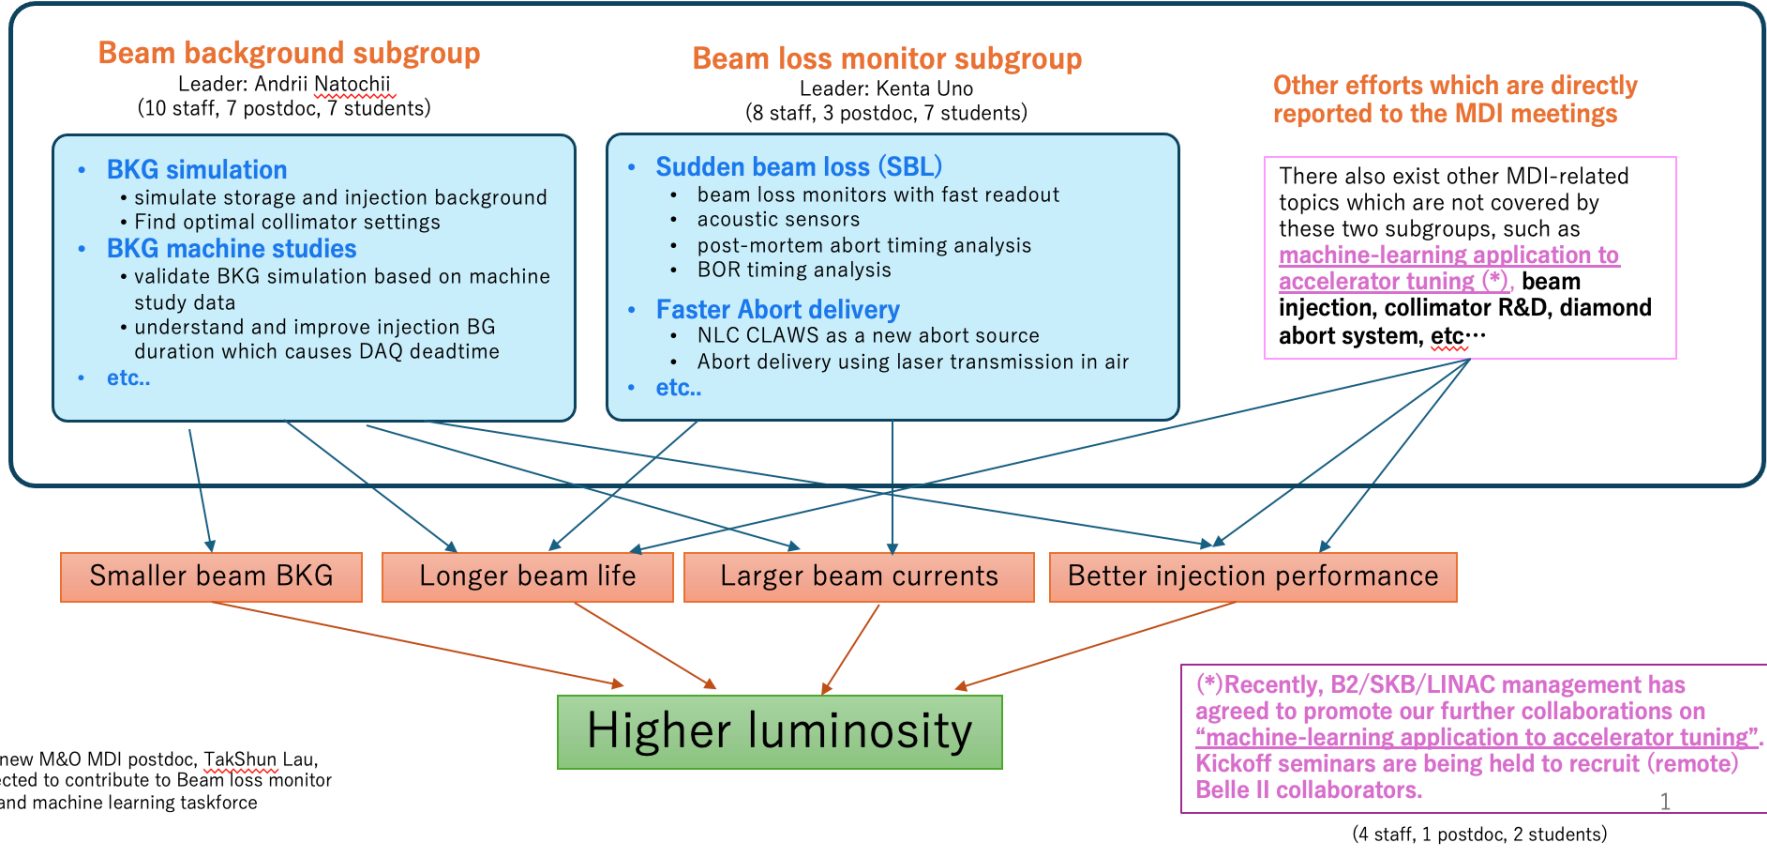 Beam background subgroup
Leader: Andrii Natochii
(10 staff, 7 postdoc, 7 students)
• BKG simulation
• simulate storage and injection background
• Find optimal collimator settings
• BKG machine studies
• validate BKG simulation based on machine
study data
• understand and improve injection BG
duration which causes DAQ deadtime
• etc..
Beam loss monitor subgroup
Leader: Kenta Uno
(8 staff, 3 postdoc, 7 students)
• Sudden beam loss (SBL)
• beam loss monitors with fast readout
• acoustic sensors
• post-mortem abort timing analysis
• BOR timing analysis
• Faster Abort delivery
• NLC CLAWS as a new abort source
• Abort delivery using laser transmission in air
• etc..
Other efforts which are directly
reported to the MDI meetings
There also exist other MDI-related
topics which are not covered by
these two subgroups, such as
machine-learning application to
accelerator tuning (*), beam
injection, collimator R&D, diamond
abort system, etc…
Smaller beam BKG
Longer beam life
Larger beam currents
Better injection performance
Higher luminosity
new M&O MDI postdoc, TakShun Lau,
ected to contribute to Beam loss monitor
and machine learning taskforce
(*)Recently, B2/SKB/LINAC management has
agreed to promote our further collaborations on
“machine-learning application to accelerator tuning”.
Kickoff seminars are being held to recruit (remote)
Belle II collaborators.
1
(4 staff, 1 postdoc, 2 students)